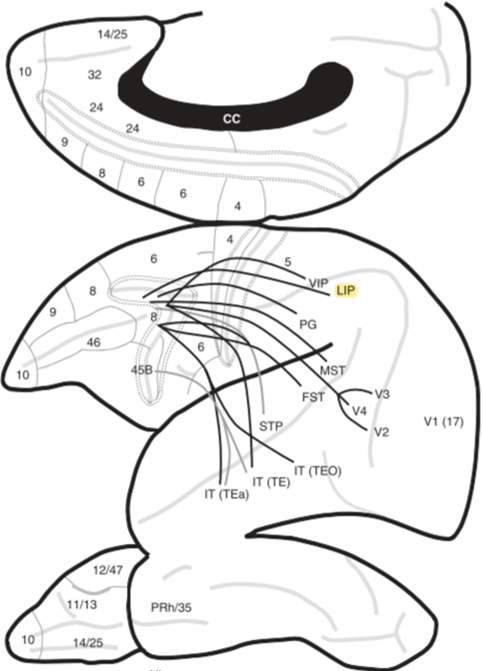 14/25
10
32
24
24
CC
9
8
6
6
4
4
6
5
VIP
LIP
8
9
8
PG
46
6
10
45B
MST
FST
V3
V4
V2
V1 (17)
STP
IT (TEO)
IT (TE)
IT (TEa)
12/47
11/13
PRh/35
10
14/25